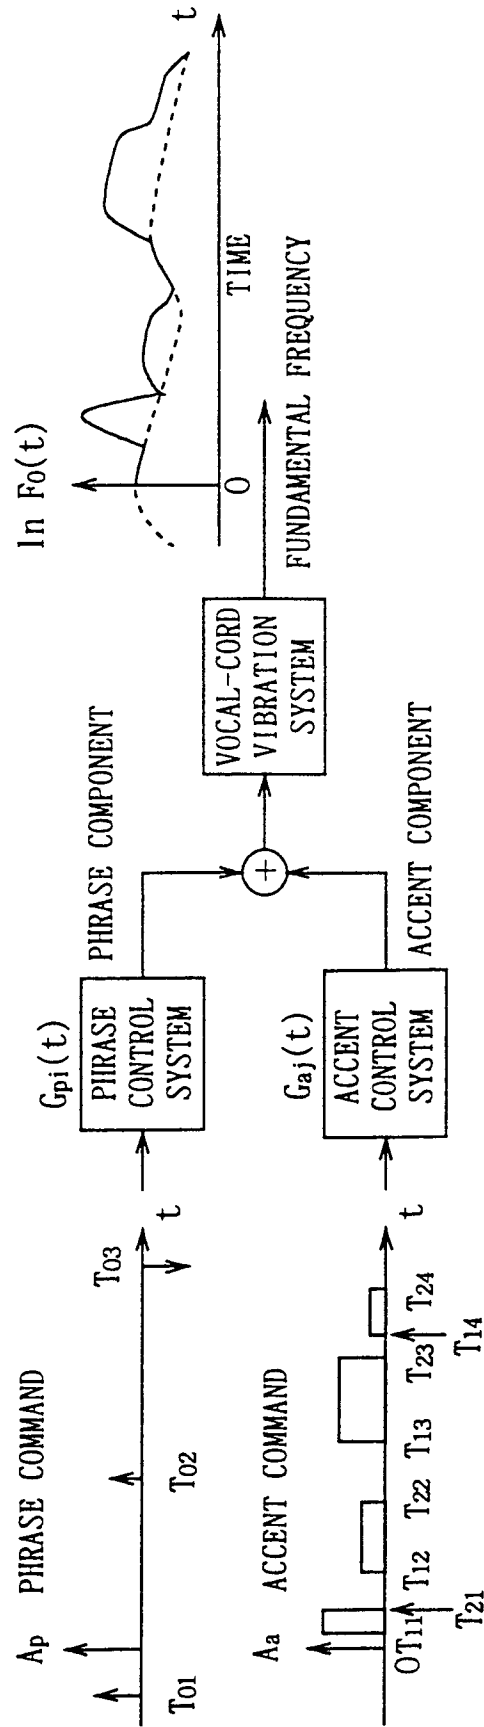 Ap PHRASE COMMAND
T01
T02
T03
t
Gpi(t)
PHRASE
CONTROL
SYSTEM
PHRASE COMPONENT
Aa ACCENT COMMAND
OT11
T21
T12
T22
T13
T23
T14
T24
t
Gaj(t)
ACCENT
CONTROL
SYSTEM
ACCENT COMPONENT
+
VOCAL-CORD
VIBRATION
SYSTEM
FUNDAMENTAL FREQUENCY
ln F0(t)
0
TIME
t